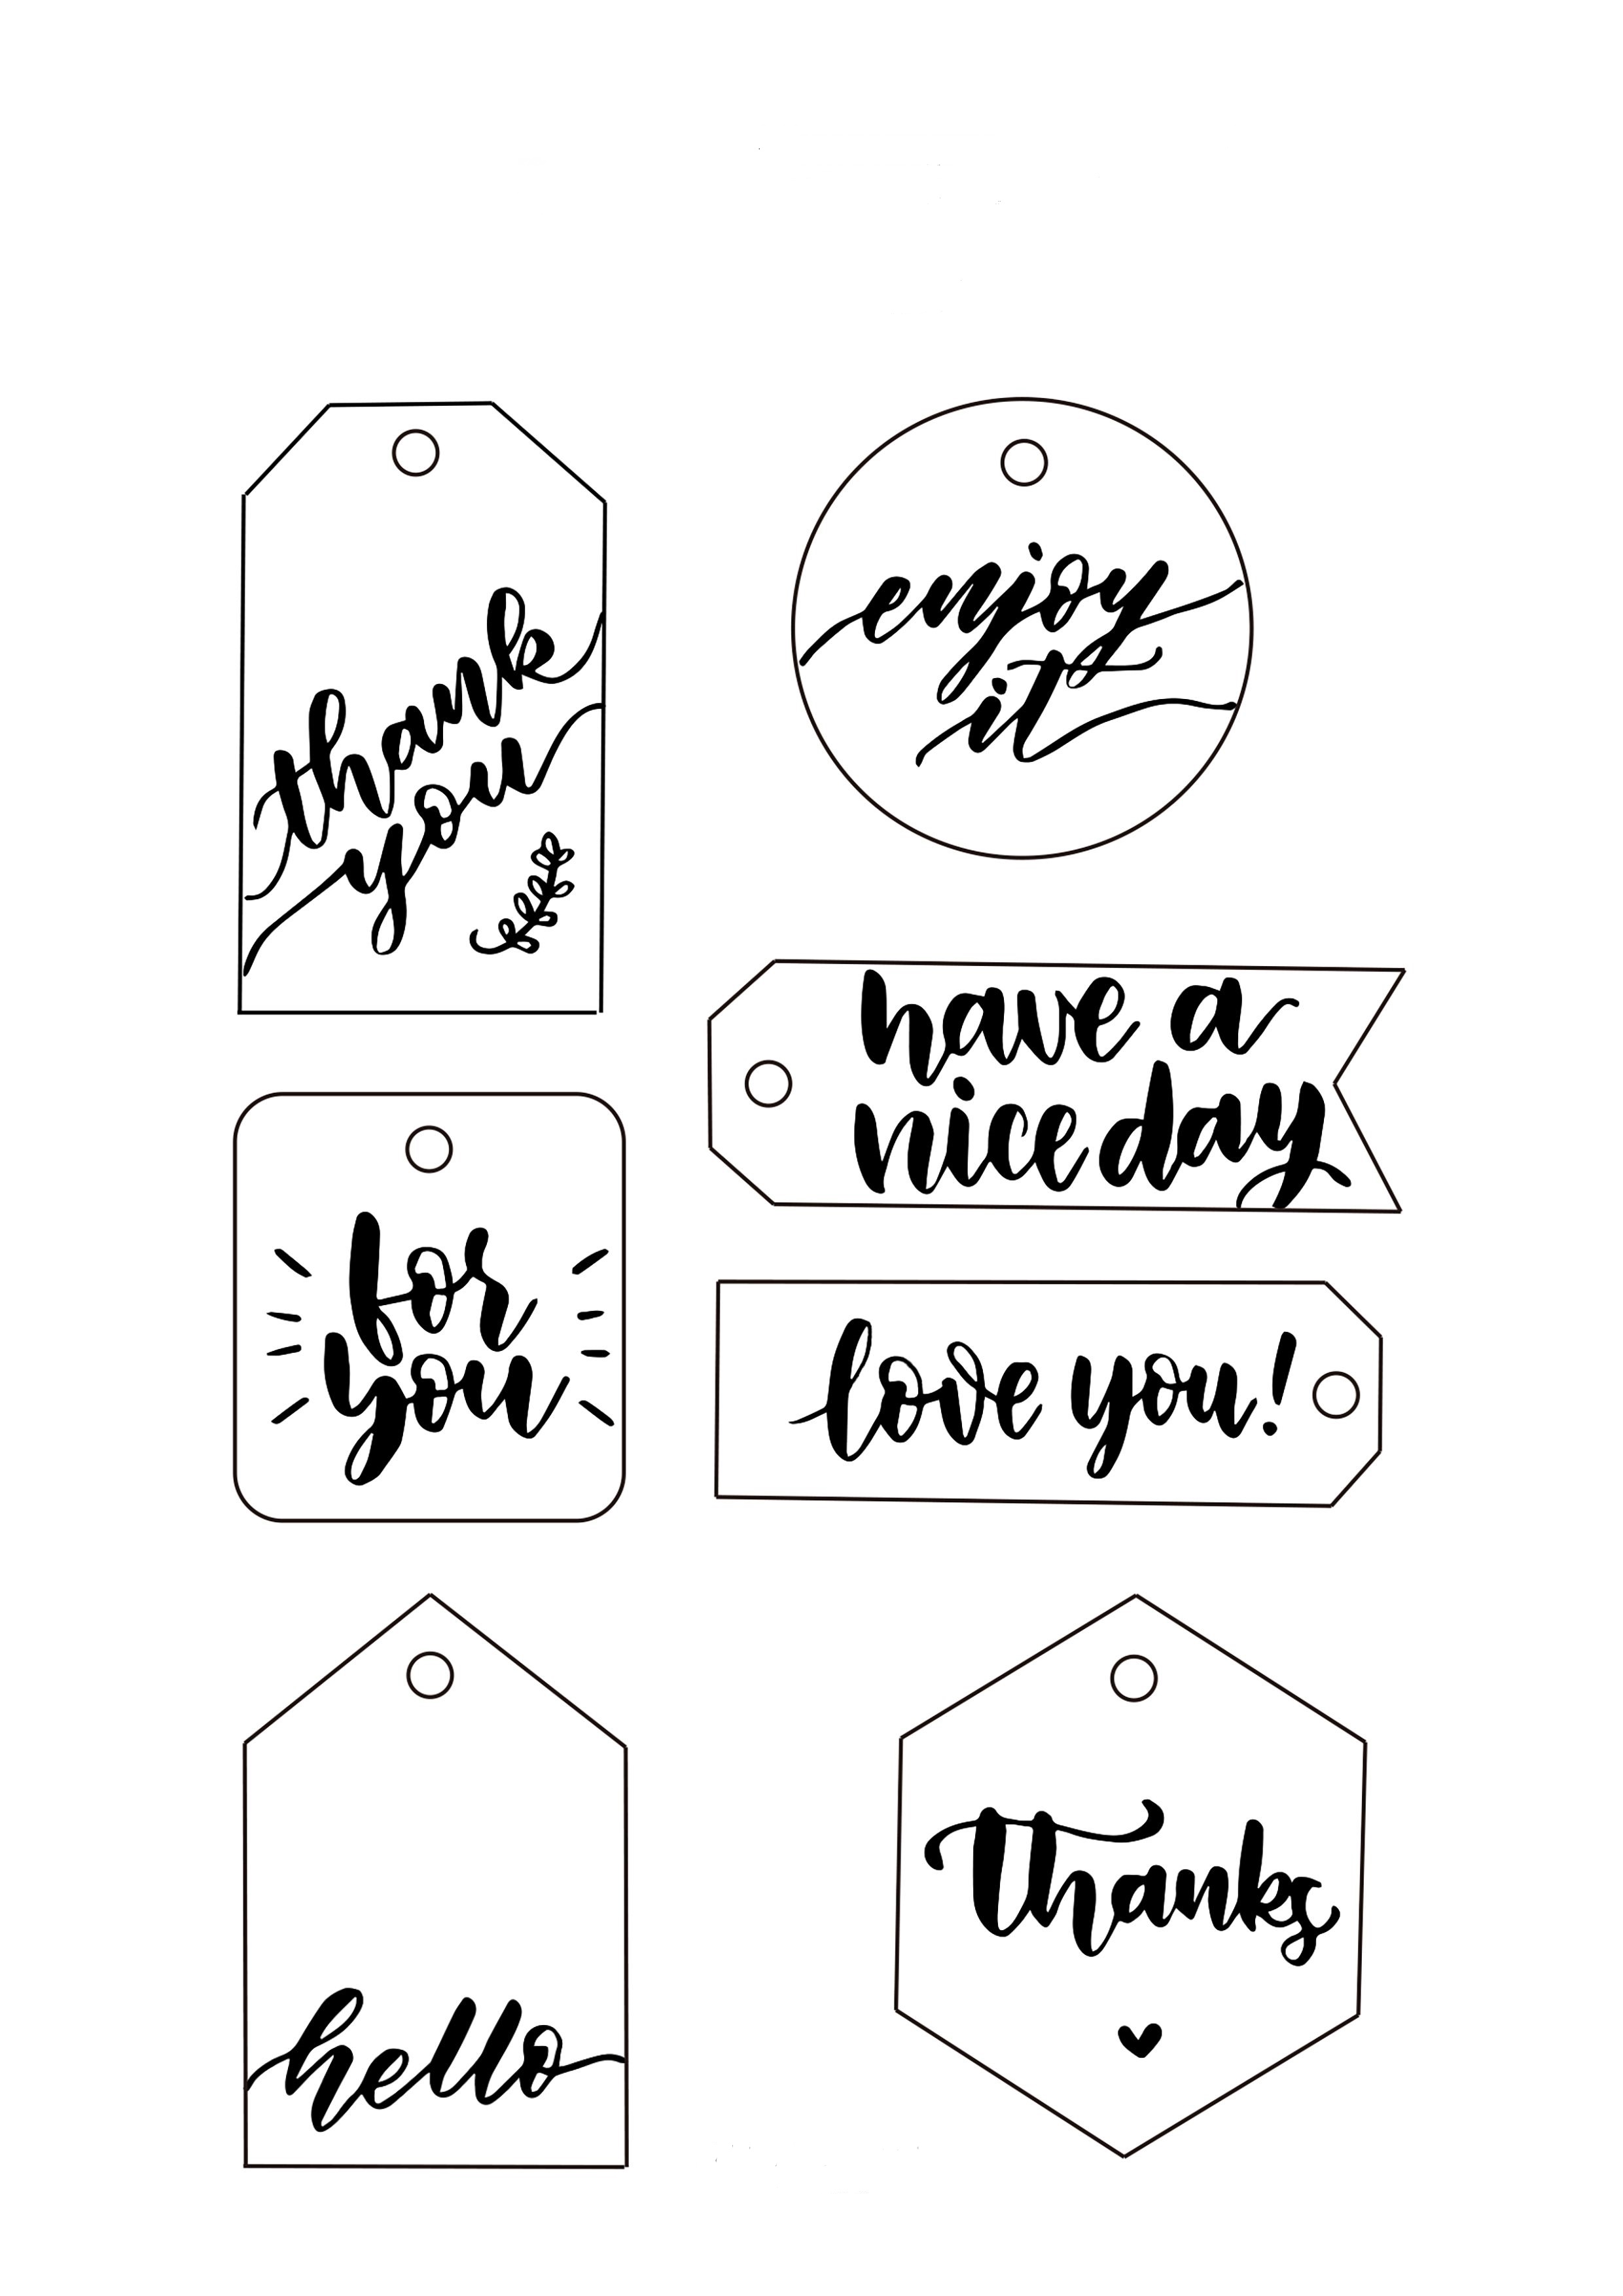 thank
you
enjoy
it
have a
nice day
for
you
love you!
hello
Thanks